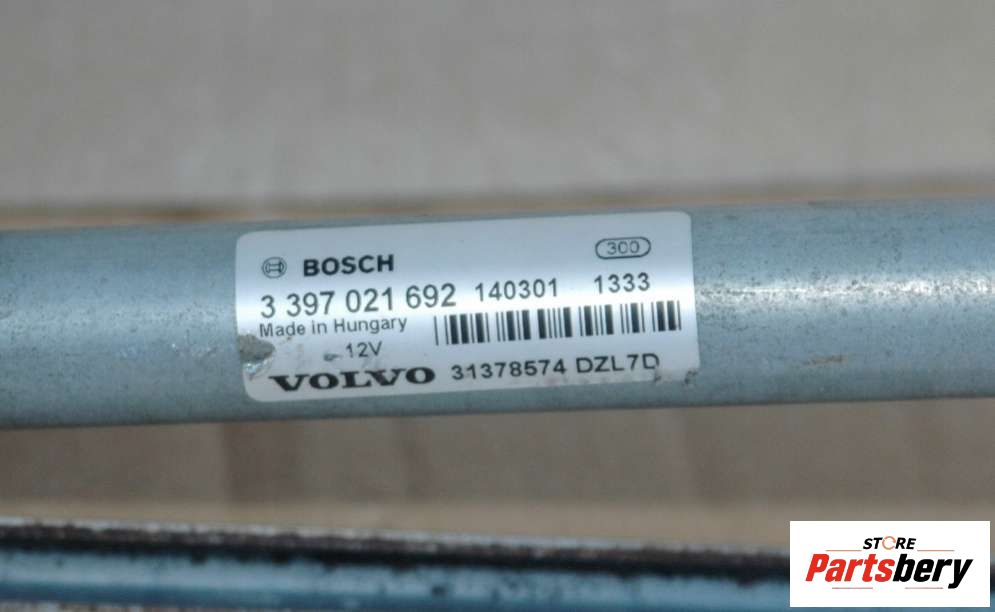 300
BOSCH
3 397 021 692 140301 1333
Made in Hungary
12V
VOLVO 31378574 DZL7D
STORE
Partsbery